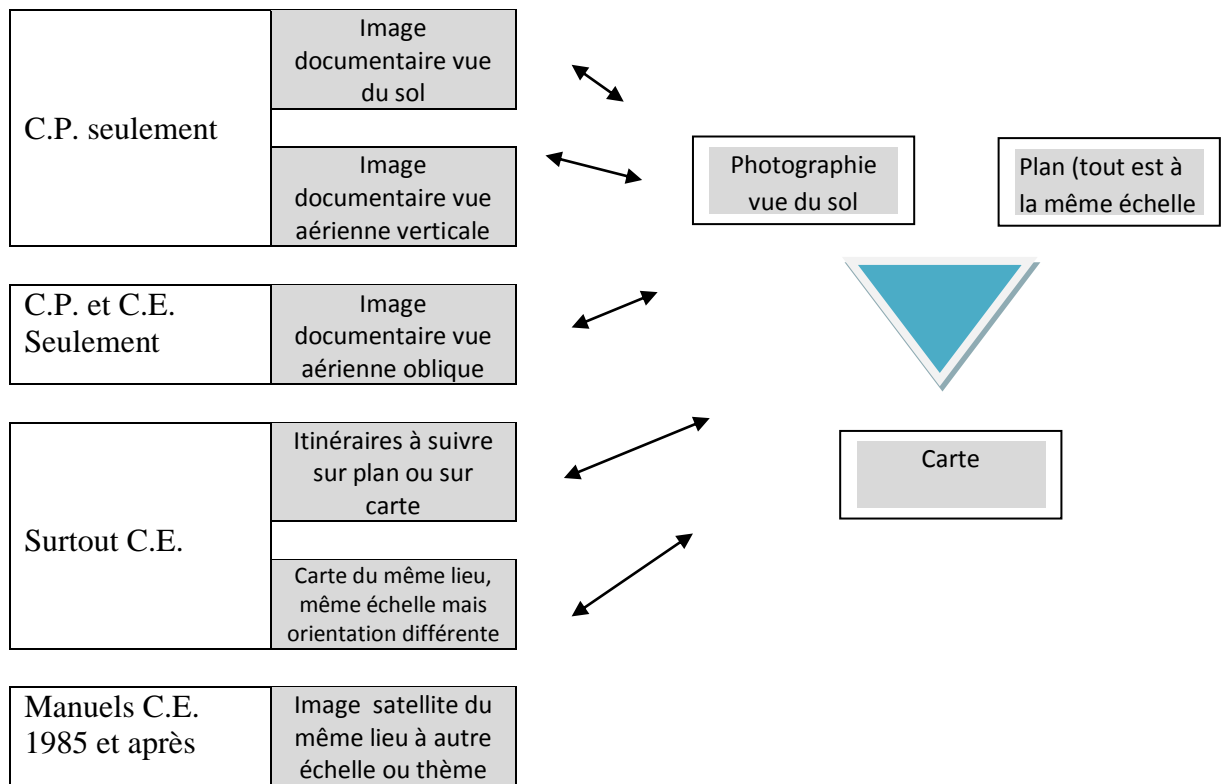 C.P. seulement
Image
documentaire vue
du sol
Image
documentaire vue
aérienne verticale
C.P. et C.E.
Seulement
Image
documentaire vue
aérienne oblique
Surtout C.E.
Itinéraires à suivre
sur plan ou sur
carte
Carte du même lieu,
même échelle mais
orientation différente
Manuels C.E.
1985 et après
Image satellite du
même lieu à autre
échelle ou thème
Photographie
vue du sol
Plan (tout est à
la même échelle
Carte